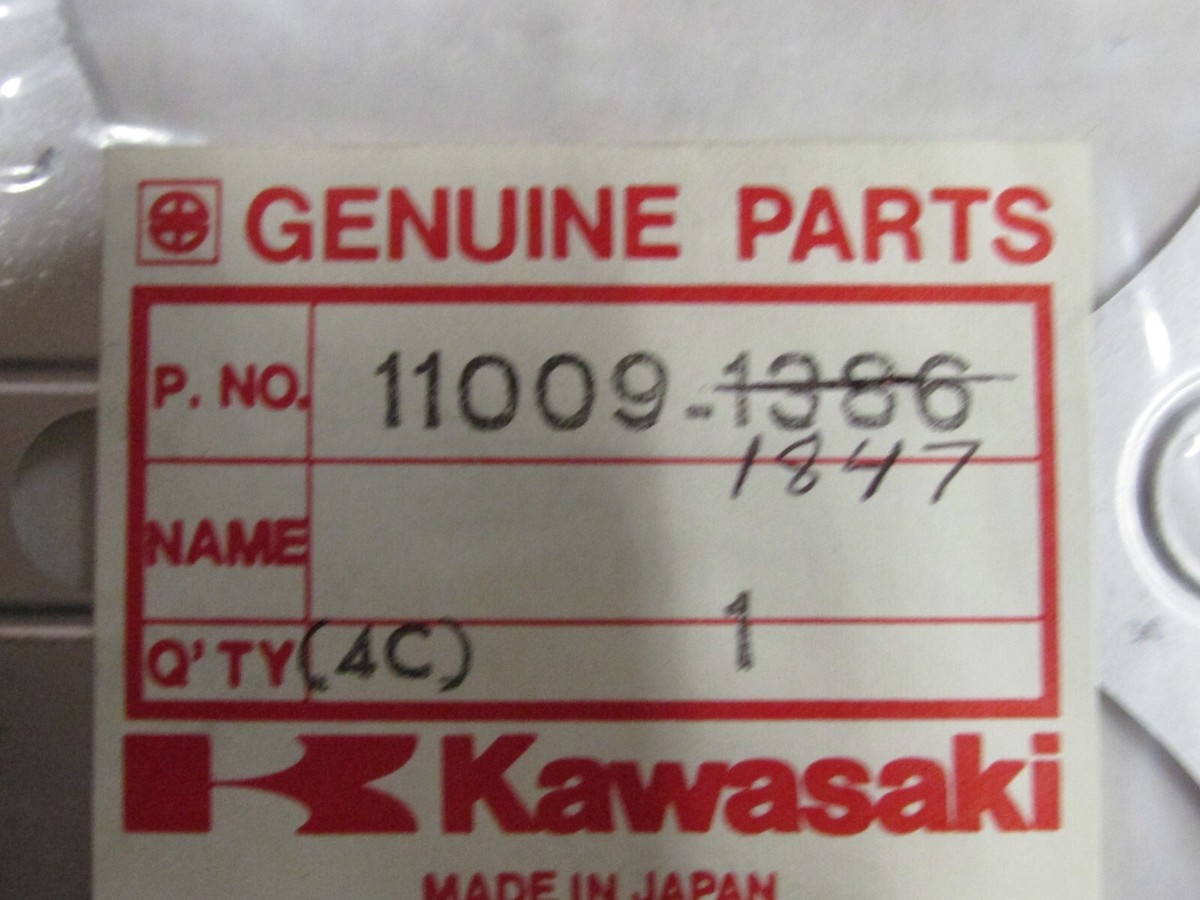 GENUINE PARTS
P. NO. 11009-1386
1847
NAME
Q'TY (4C) 1
Kawasaki
MADE IN JAPAN